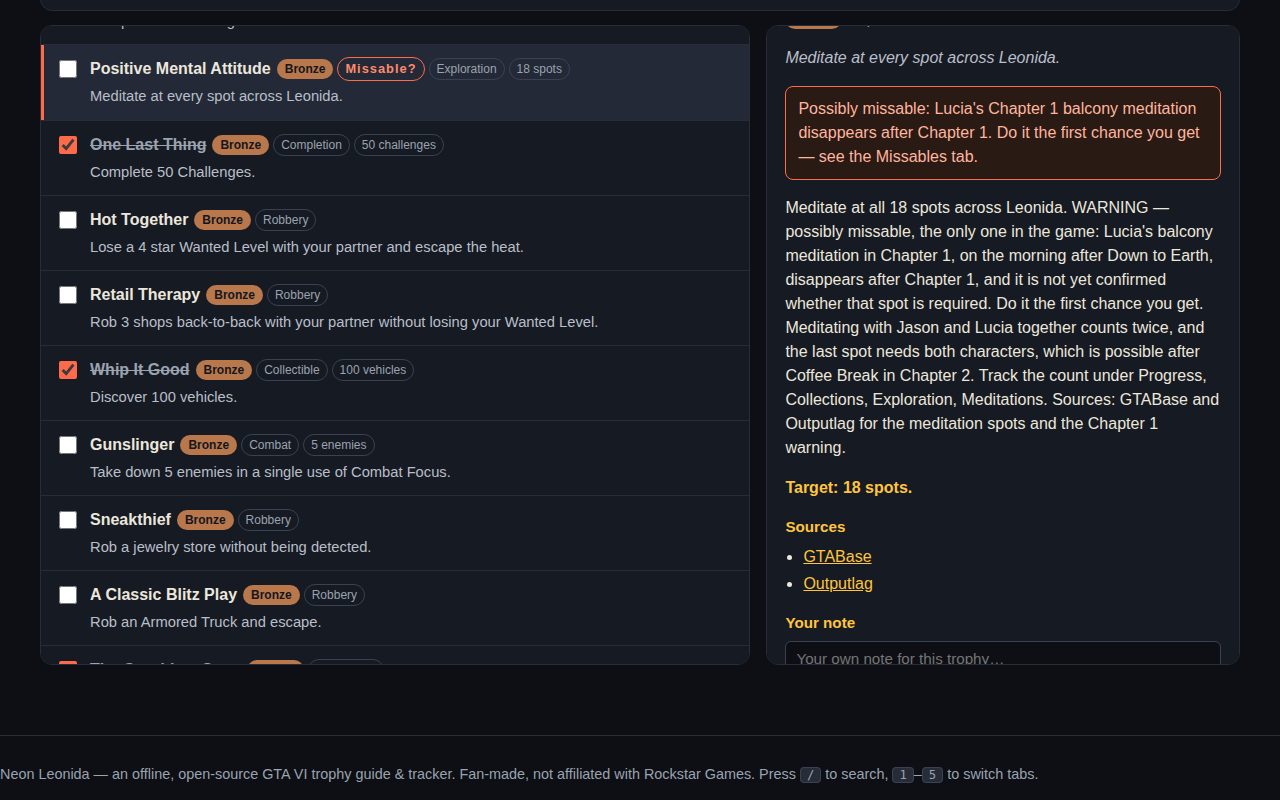 Positive Mental Attitude Bronze Missable? Exploration 18 spots
Meditate at every spot across Leonida.
One Last Thing Bronze Completion 50 challenges
Complete 50 Challenges.
Hot Together Bronze Robbery
Lose a 4 star Wanted Level with your partner and escape the heat.
Retail Therapy Bronze Robbery
Rob 3 shops back-to-back with your partner without losing your Wanted Level.
Whip It Good Bronze Collectible 100 vehicles
Discover 100 vehicles.
Gunslinger Bronze Combat 5 enemies
Take down 5 enemies in a single use of Combat Focus.
Sneakthief Bronze Robbery
Rob a jewelry store without being detected.
A Classic Blitz Play Bronze Robbery
Rob an Armored Truck and escape.
Meditate at every spot across Leonida.
Possibly missable: Lucia's Chapter 1 balcony meditation
disappears after Chapter 1. Do it the first chance you get
— see the Missables tab.
Meditate at all 18 spots across Leonida. WARNING —
possibly missable, the only one in the game: Lucia's balcony
meditation in Chapter 1, on the morning after Down to Earth,
disappears after Chapter 1, and it is not yet confirmed
whether that spot is required. Do it the first chance you get.
Meditating with Jason and Lucia together counts twice, and
the last spot needs both characters, which is possible after
Coffee Break in Chapter 2. Track the count under Progress,
Collections, Exploration, Meditations. Sources: GTABase and
Outputlag for the meditation spots and the Chapter 1
warning.
Target: 18 spots.
Sources
GTABase
Outputlag
Your note
Your own note for this trophy…
Neon Leonida — an offline, open-source GTA VI trophy guide & tracker. Fan-made, not affiliated with Rockstar Games. Press / to search, 1–5 to switch tabs.